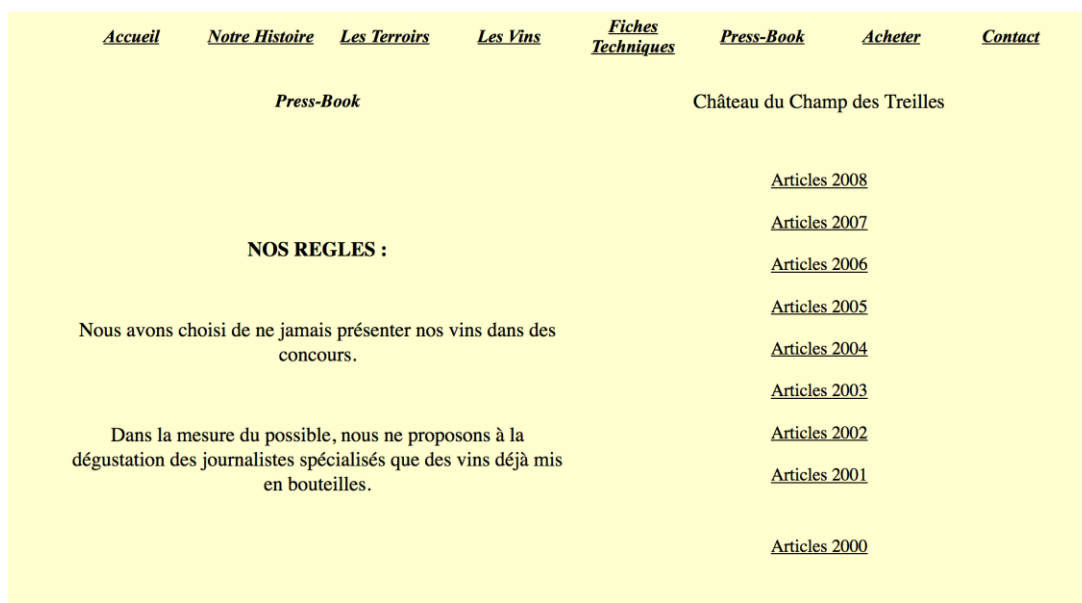 Accueil
Notre Histoire
Les Terroirs
Les Vins
Fiches
Techniques
Press-Book
Acheter
Contact
Press-Book
Château du Champ des Treilles
NOS REGLES :
Nous avons choisi de ne jamais présenter nos vins dans des
concours.
Dans la mesure du possible, nous ne proposons à la
dégustation des journalistes spécialisés que des vins déjà mis
en bouteilles.
Articles 2008
Articles 2007
Articles 2006
Articles 2005
Articles 2004
Articles 2003
Articles 2002
Articles 2001
Articles 2000